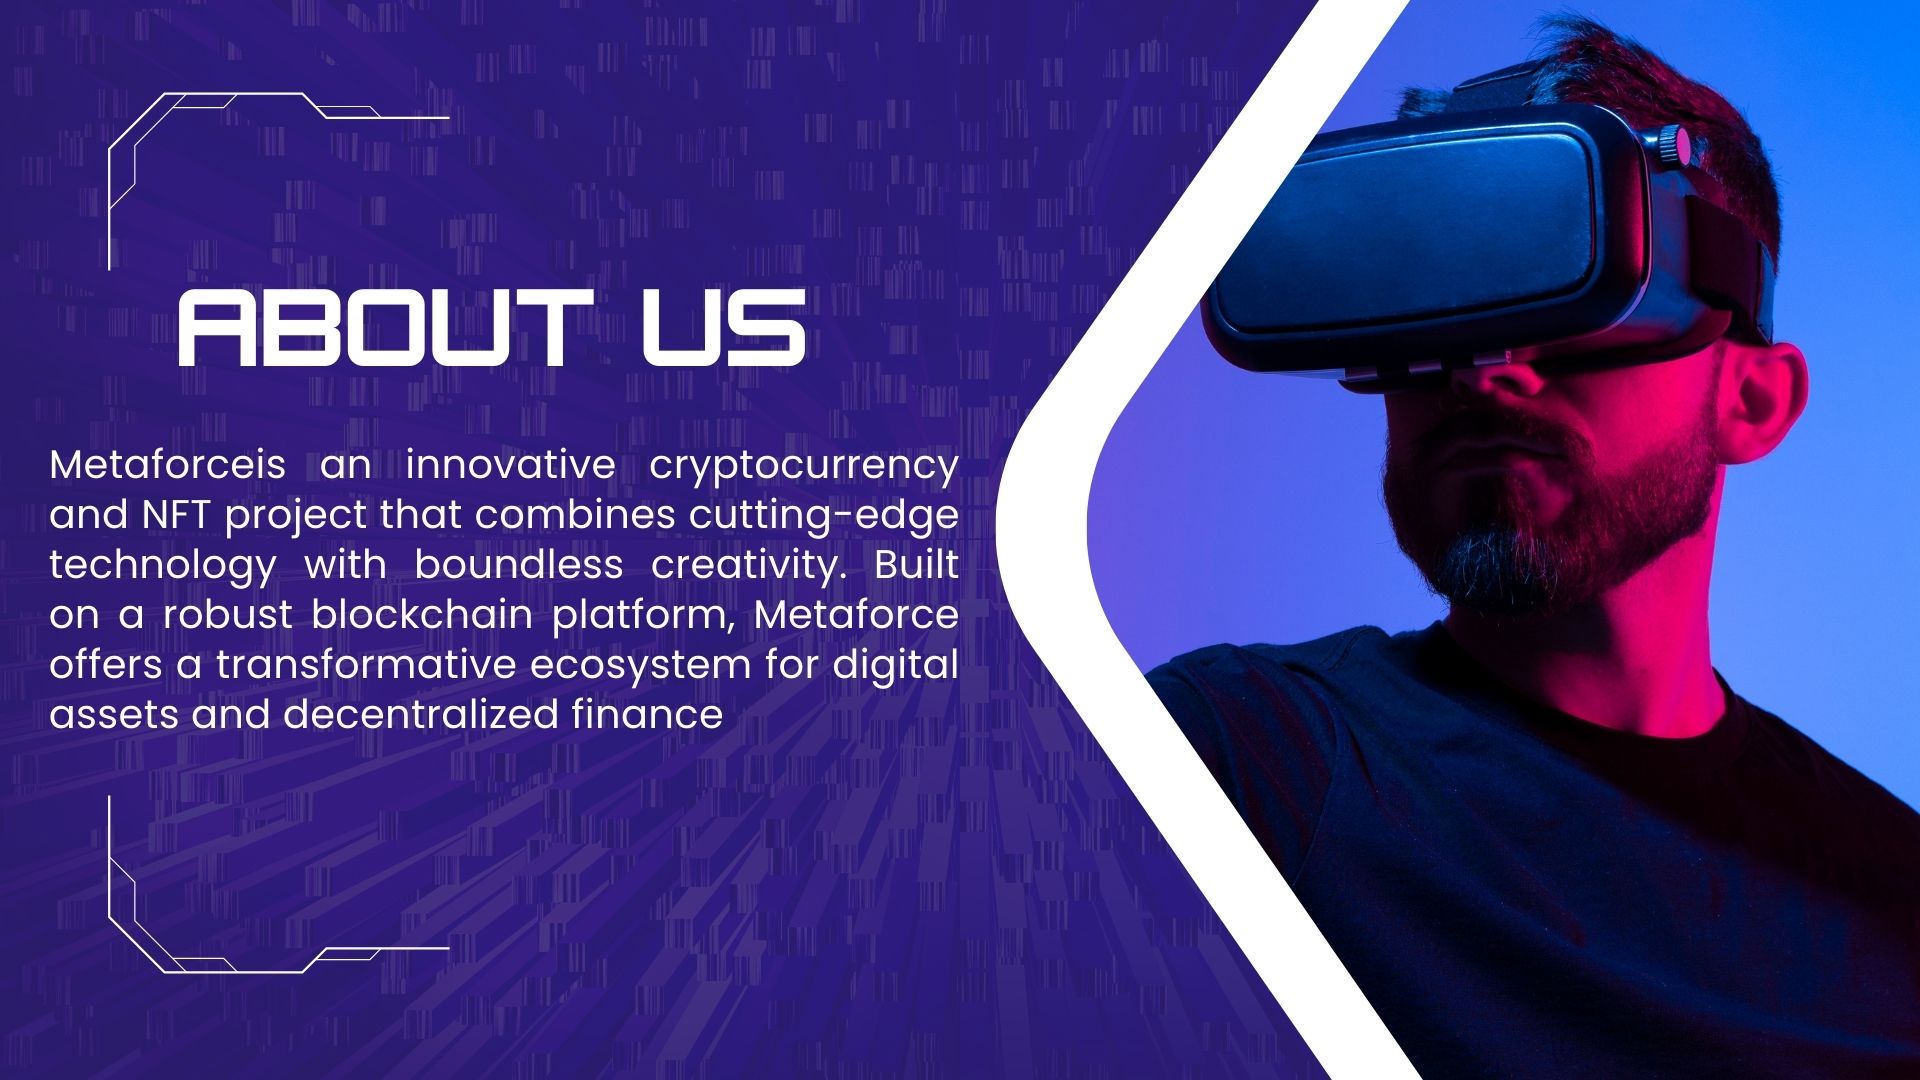 ABOUT US
Metaforceis an innovative cryptocurrency
and NFT project that combines cutting-edge
technology with boundless creativity. Built
on a robust blockchain platform, Metaforce
offers a transformative ecosystem for digital
assets and decentralized finance